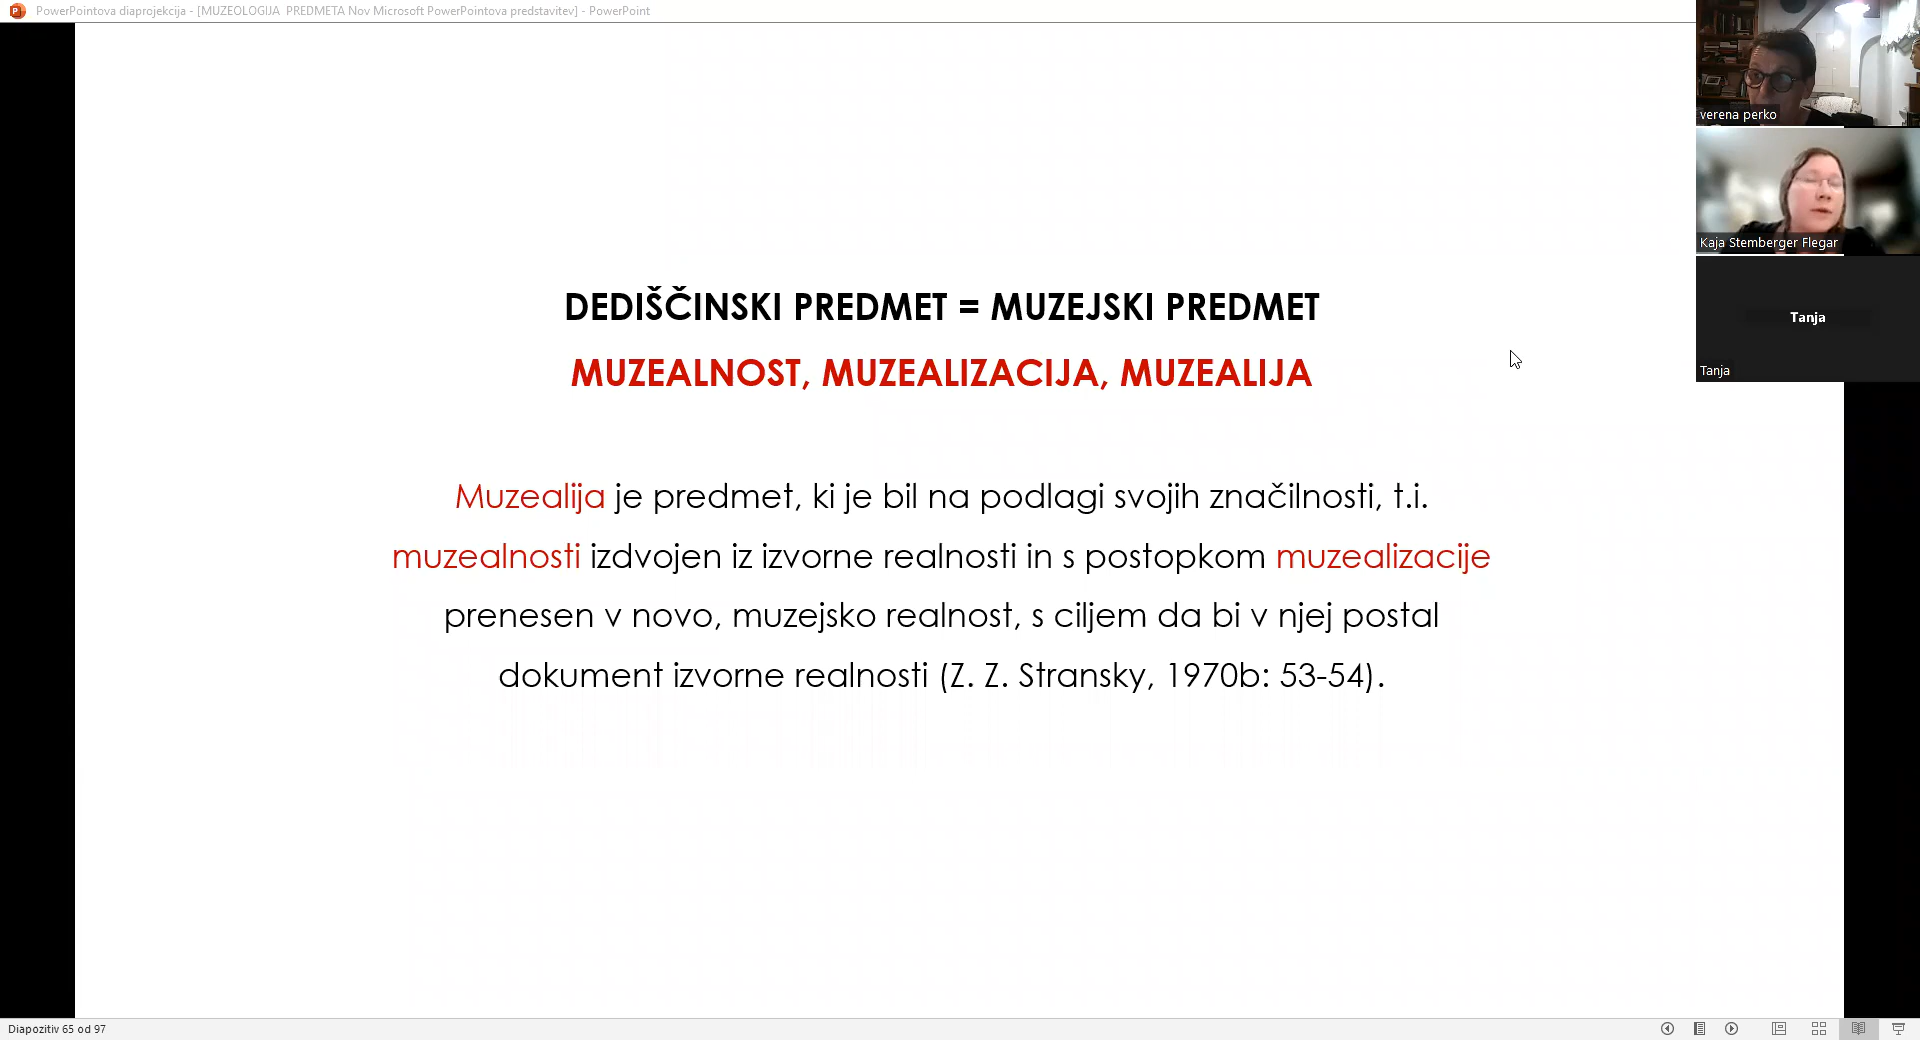 PowerPointova diaprojekcija - [MUZEOLOGIJA  PREDMETA Nov Microsoft PowerPointova predstavitev] - PowerPoint
verena perko
Kaja Stemberger Flegar
Tanja
Tanja
DEDIŠČINSKI PREDMET = MUZEJSKI PREDMET
MUZEALNOST, MUZEALIZACIJA, MUZEALIJA
Muzealija je predmet, ki je bil na podlagi svojih značilnosti, t.i.
muzealnosti izdvojen iz izvorne realnosti in s postopkom muzealizacije
prenesen v novo, muzejsko realnost, s ciljem da bi v njej postal
dokument izvorne realnosti (Z. Z. Stransky, 1970b: 53-54).
Diapozitiv 65 od 97